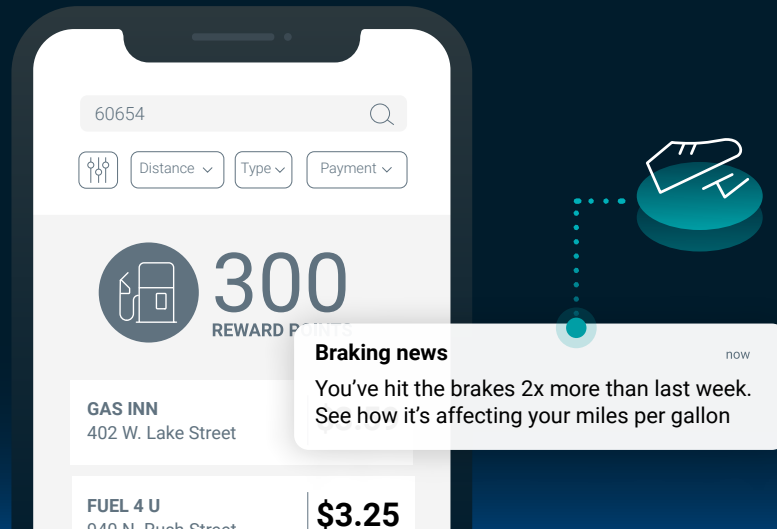 60654
Distance
Type
Payment
300
REWARD POINTS
Braking news
now
You've hit the brakes 2x more than last week.
See how it's affecting your miles per gallon
GAS INN
402 W. Lake Street
FUEL 4 U
$3.25